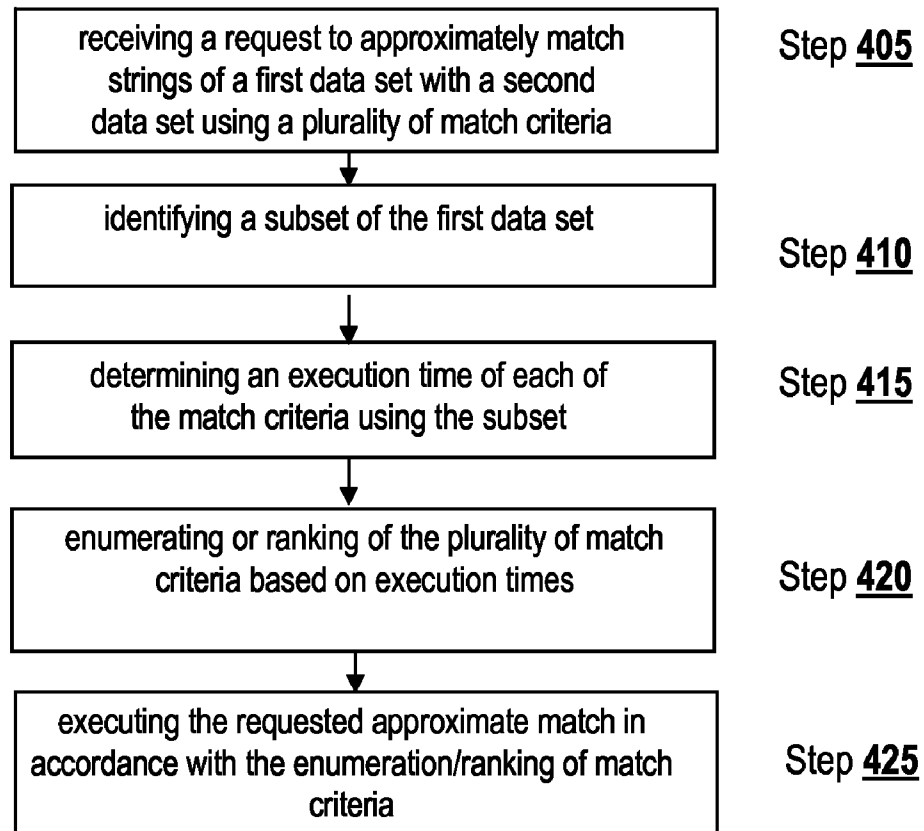 receiving a request to approximately match
strings of a first data set with a second
data set using a plurality of match criteria
Step 405
identifying a subset of the first data set
Step 410
determining an execution time of each of
the match criteria using the subset
Step 415
enumerating or ranking of the plurality of match
criteria based on execution times
Step 420
executing the requested approximate match in
accordance with the enumeration/ranking of match
criteria
Step 425